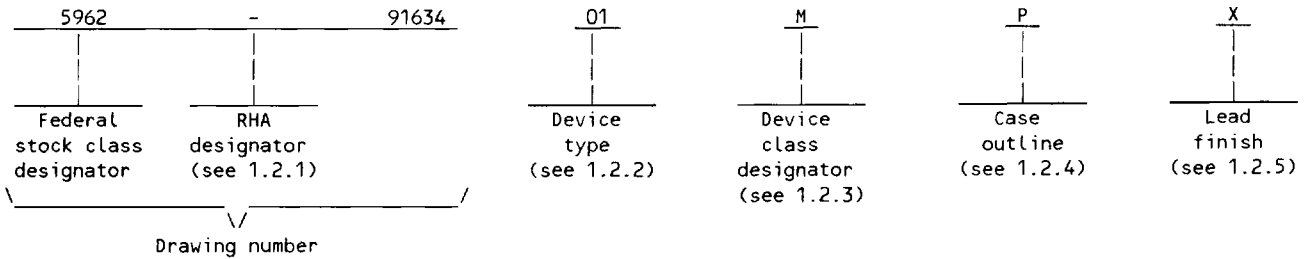 5962 - 91634 01 M P X
Federal stock class designator
RHA designator (see 1.2.1)
Device type (see 1.2.2)
Device class designator (see 1.2.3)
Case outline (see 1.2.4)
Lead finish (see 1.2.5)
Drawing number